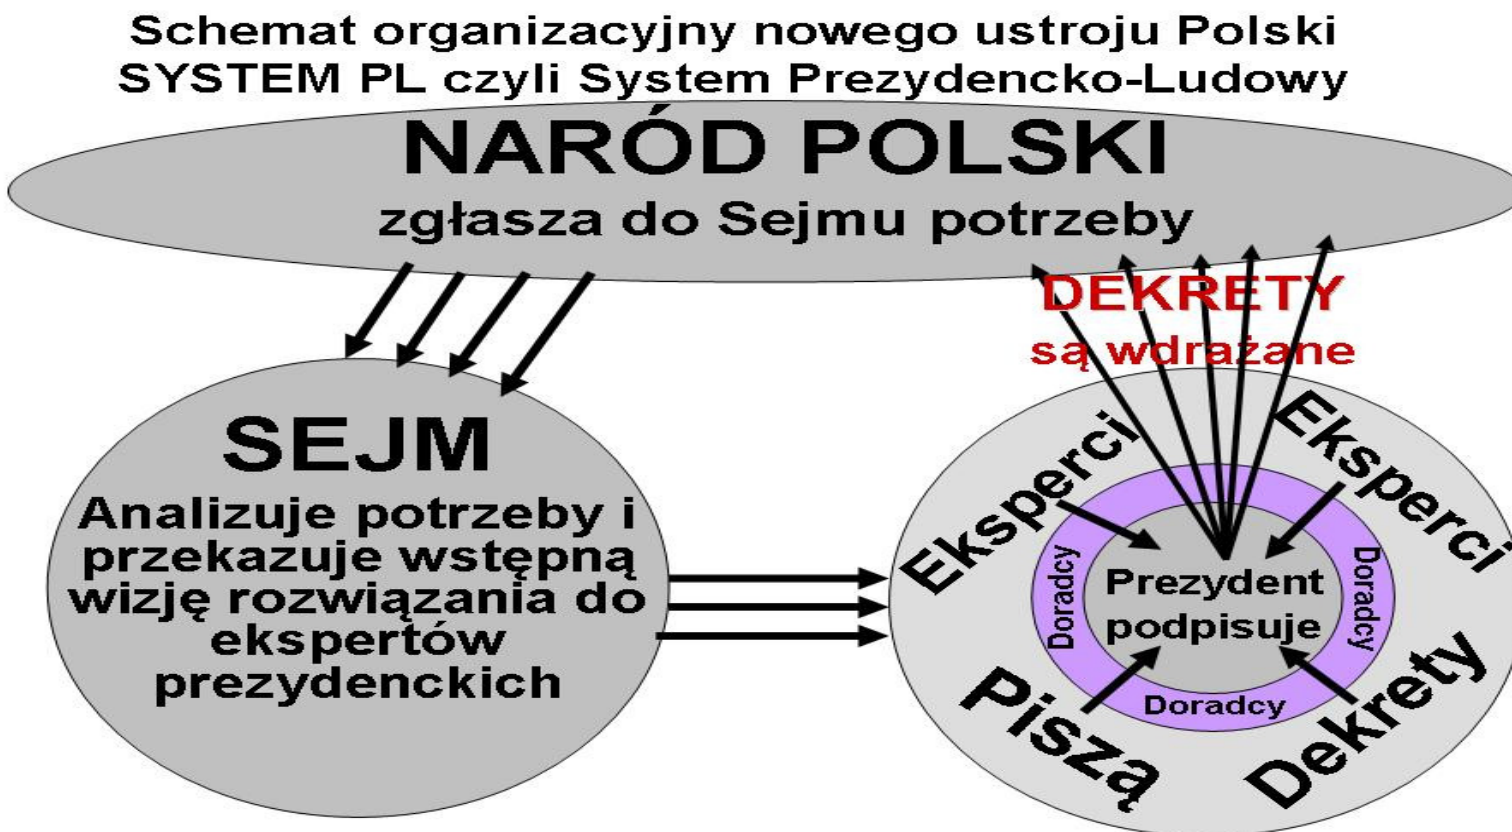 Schemat organizacyjny nowego ustroju Polski
SYSTEM PL czyli System Prezydencko-Ludowy
NARÓD POLSKI
zgłasza do Sejmu potrzeby
DEKRETY
są wdrażane
SEJM
Analizuje potrzeby i
przekazuje wstępną
wizję rozwiązania do
ekspertów
prezydenckich
Eksperci
Eksperci
Doradcy
Prezydent
podpisuje
Doradcy
Doradcy
Piszą
Dekrety